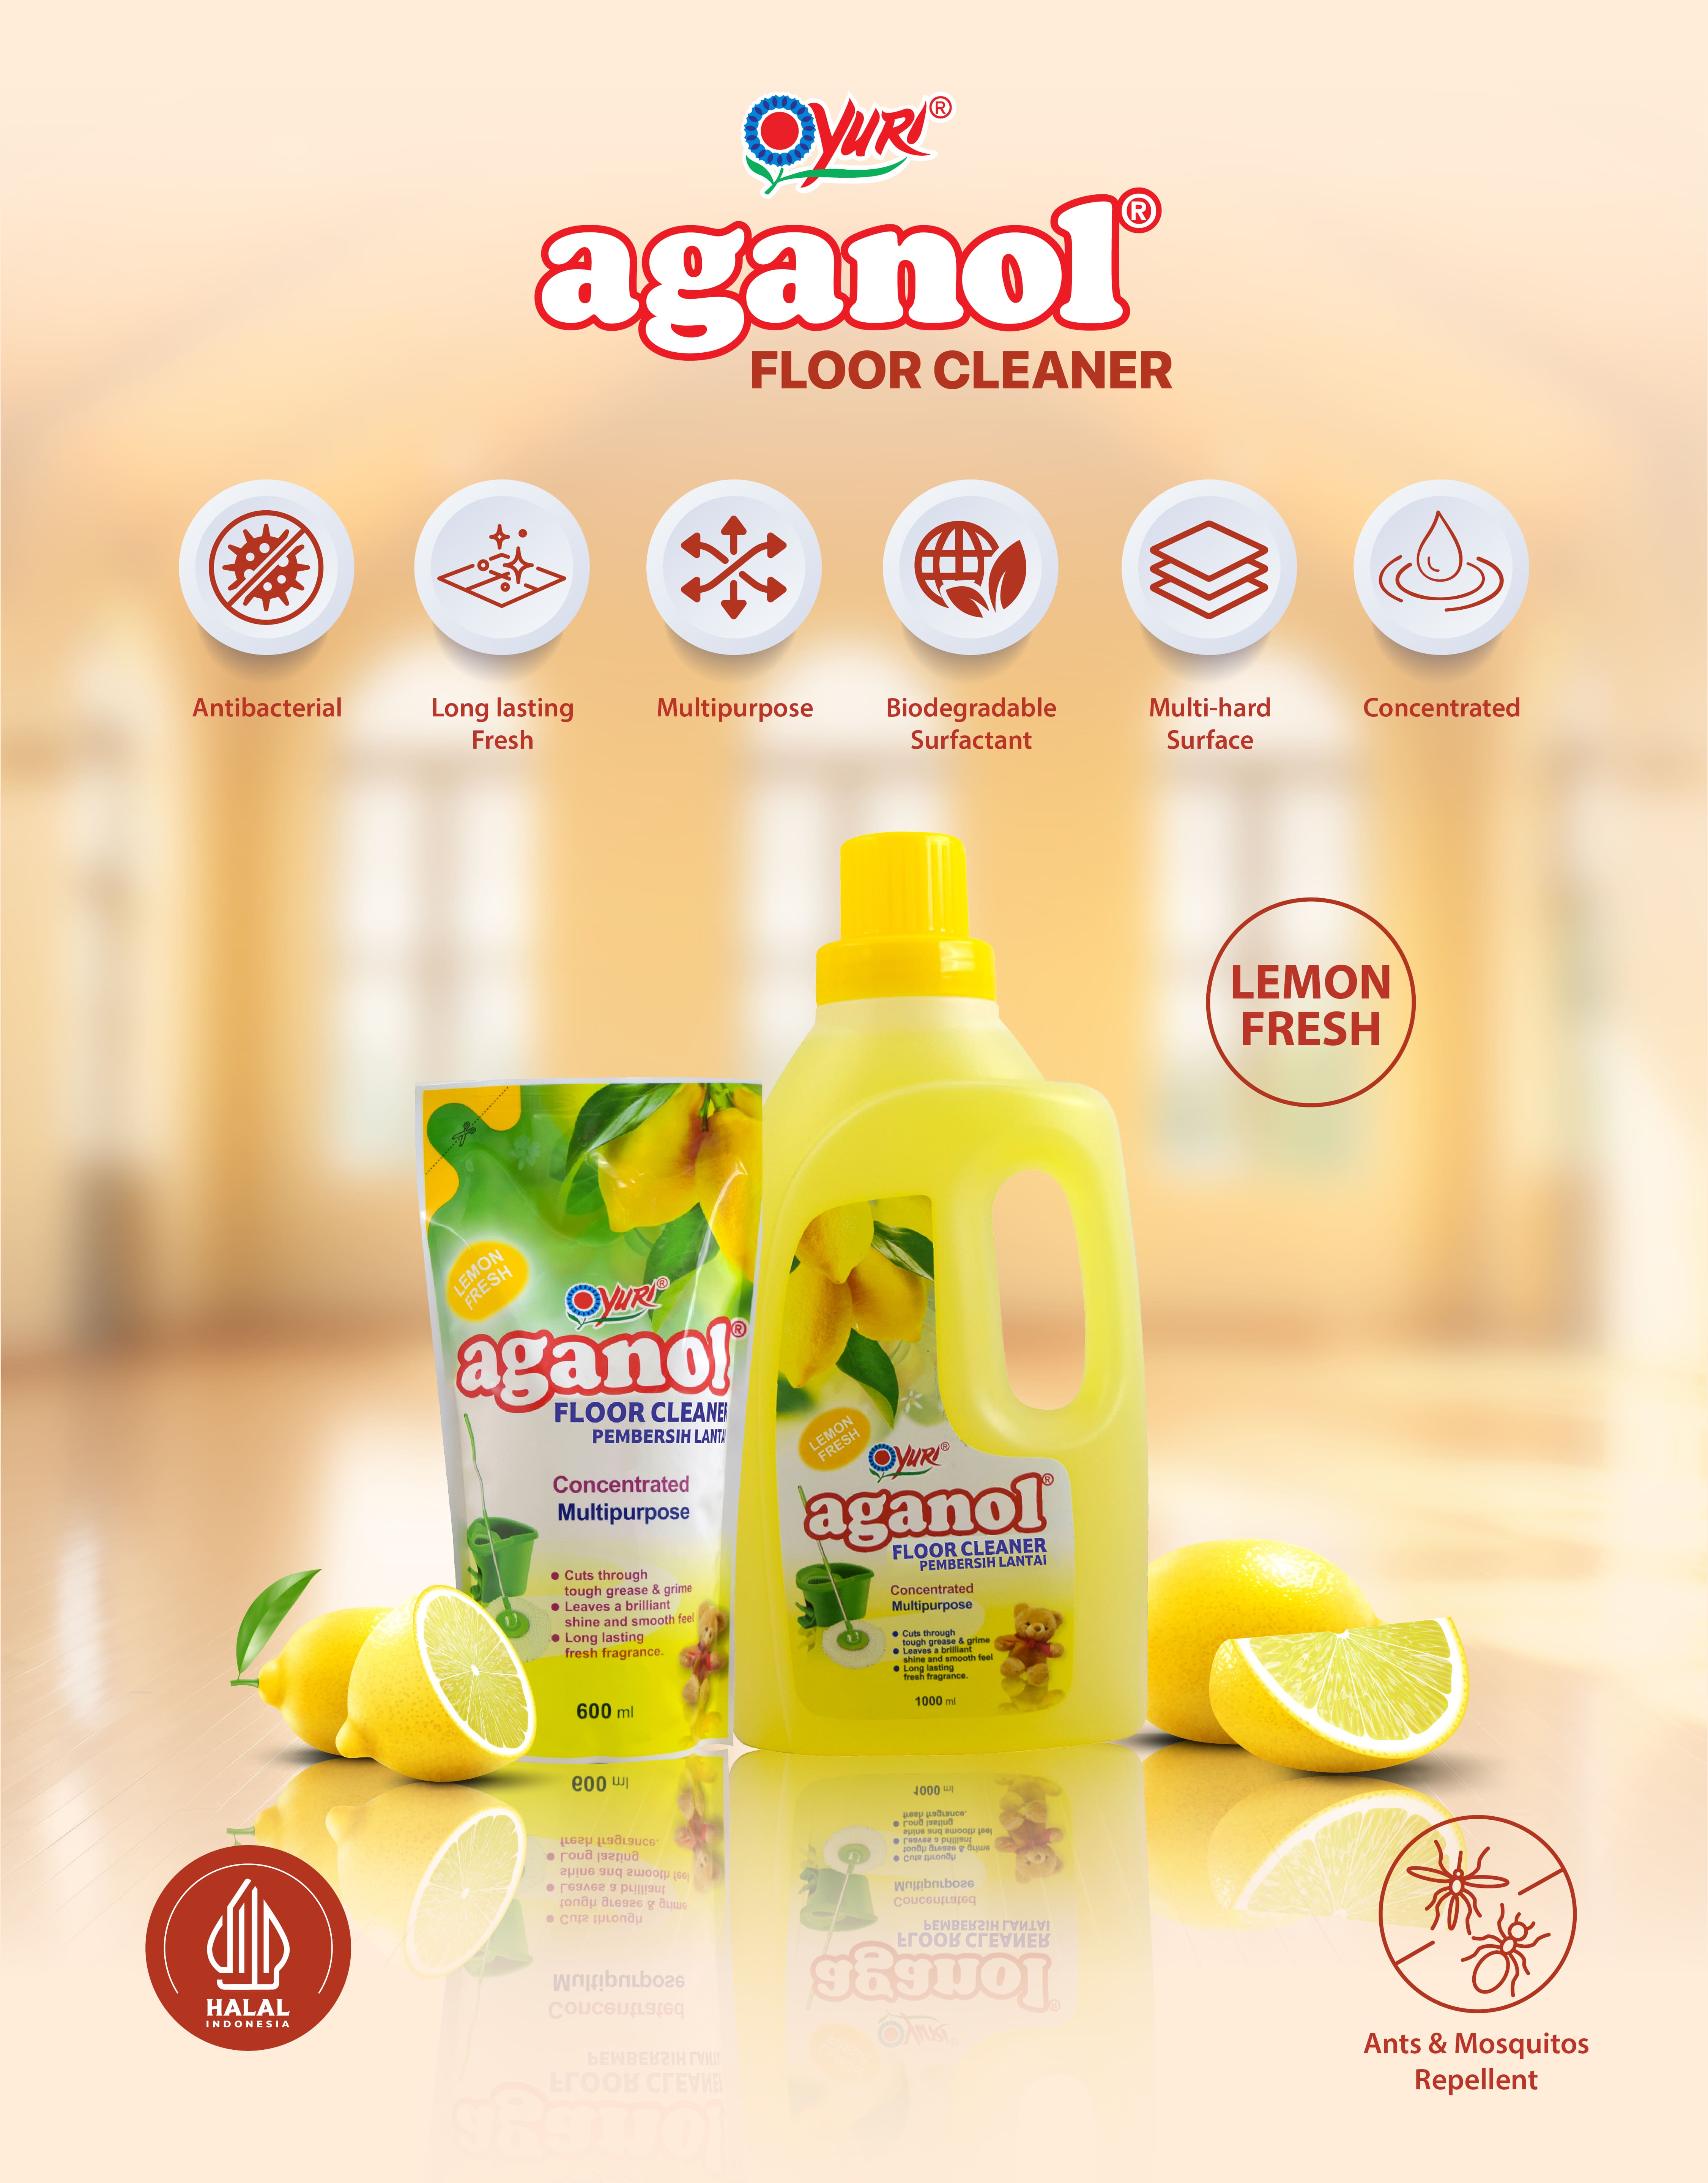 YURI®
aganol®
FLOOR CLEANER
Antibacterial
Long lasting
Fresh
Multipurpose
Biodegradable
Surfactant
Multi-hard
Surface
Concentrated
LEMON
FRESH
LEMON
FRESH
YURI®
aganol®
FLOOR CLEANER
PEMBERSIH LANTA
Concentrated
Multipurpose
• Cuts through
tough grease & grime
• Leaves a brilliant
shine and smooth feel
• Long lasting
fresh fragrance.
600 ml
LEMON
FRESH
YURI®
aganol®
FLOOR CLEANER
PEMBERSIH LANTAI
Concentrated
Multipurpose
• Cuts through
tough grease & grime
• Leaves a brilliant
shine and smooth feel
• Long lasting
fresh fragrance.
1000 ml
HALAL
INDONESIA
Ants & Mosquitos
Repellent